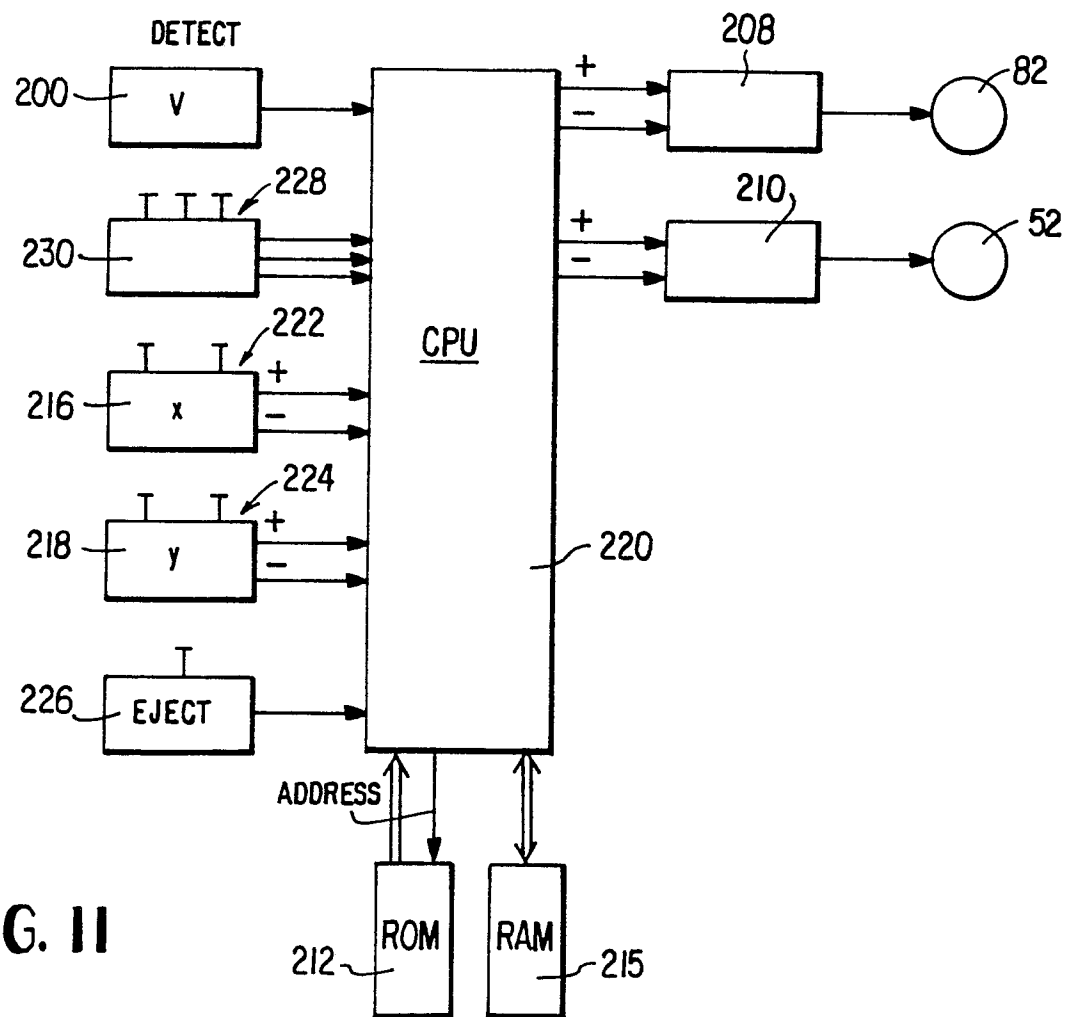 DETECT
200
V
228
230
222
216
x
+
−
224
218
y
+
−
226
EJECT
CPU
220
+
−
208
82
+
−
210
52
ADDRESS
ROM
212
RAM
215
G. 11